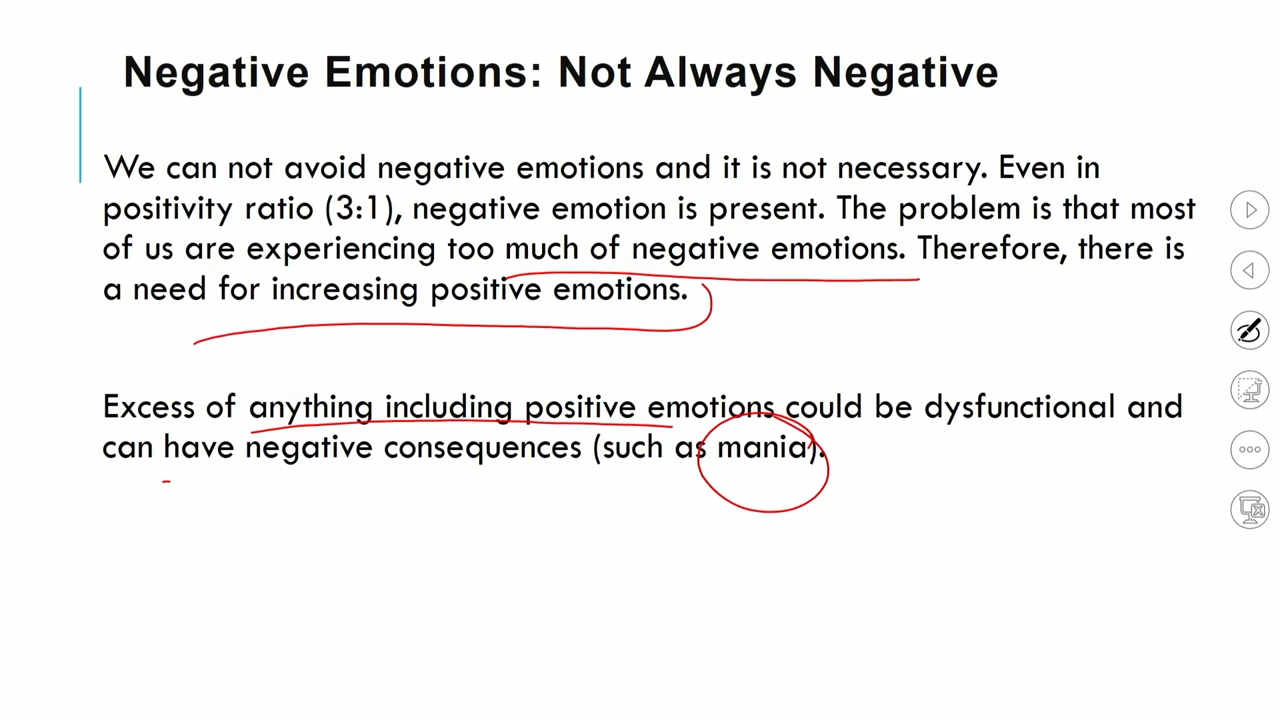 Negative Emotions: Not Always Negative
We can not avoid negative emotions and it is not necessary. Even in
positivity ratio (3:1), negative emotion is present. The problem is that most
of us are experiencing too much of negative emotions. Therefore, there is
a need for increasing positive emotions.
Excess of anything including positive emotions could be dysfunctional and
can have negative consequences (such as mania).